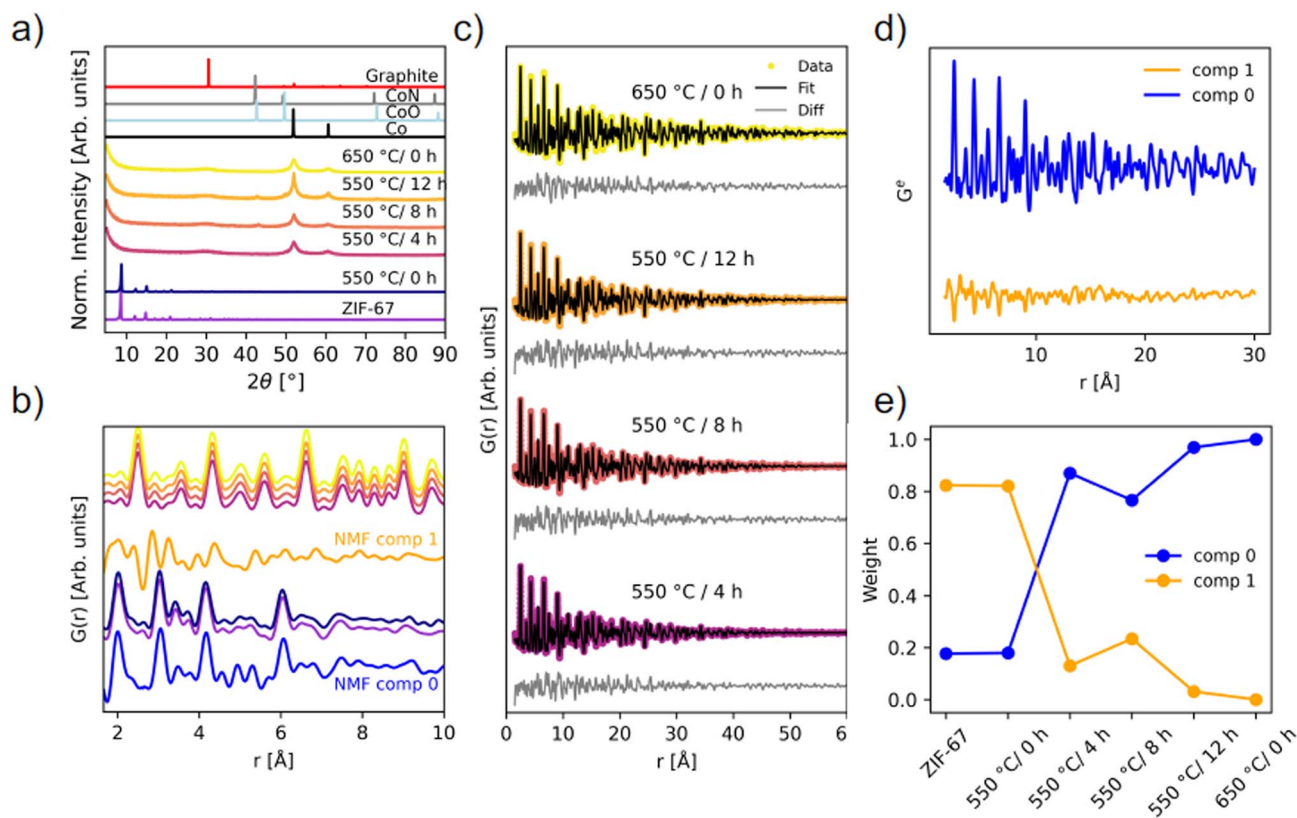 a)
Norm. Intensity [Arb. units]
Graphite
CoN
CoO
Co
650 °C/ 0 h
550 °C/ 12 h
550 °C/ 8 h
550 °C/ 4 h
550 °C/ 0 h
ZIF-67
10 20 30 40 50 60 70 80 90
2θ [°]
b)
G(r) [Arb. units]
NMF comp 1
NMF comp 0
2 4 6 8 10
r [Å]
c)
G(r) [Arb. units]
Data
Fit
Diff
650 °C / 0 h
550 °C / 12 h
550 °C / 8 h
550 °C / 4 h
0 10 20 30 40 50 6
r [Å]
d)
Gᵉ
comp 1
comp 0
10 20 30
r [Å]
e)
Weight
1.0
0.8
0.6
0.4
0.2
0.0
comp 0
comp 1
ZIF-67
550 °C/ 0 h
550 °C/ 4 h
550 °C/ 8 h
550 °C/ 12 h
650 °C/ 0 h